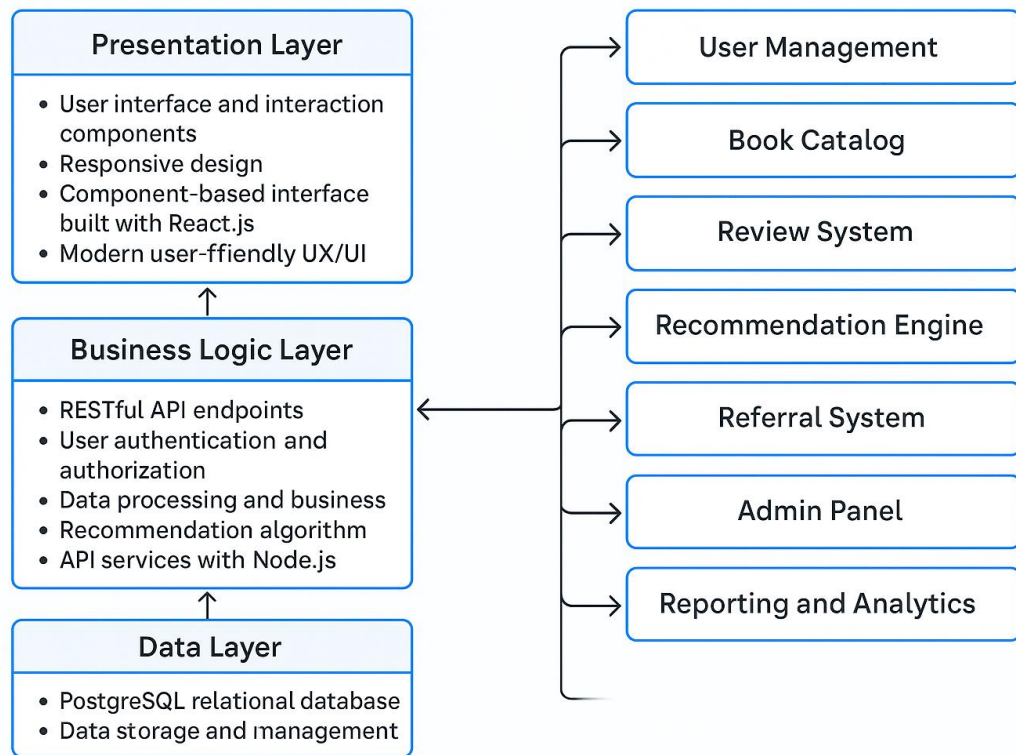 Presentation Layer
• User interface and interaction
components
• Responsive design
• Component-based interface
built with React.js
• Modern user-ffiendly UX/UI
Business Logic Layer
• RESTful API endpoints
• User authentication and
authorization
• Data processing and business
• Recommendation algorithm
• API services with Node.js
Data Layer
• PostgreSQL relational database
• Data storage and management
User Management
Book Catalog
Review System
Recommendation Engine
Referral System
Admin Panel
Reporting and Analytics